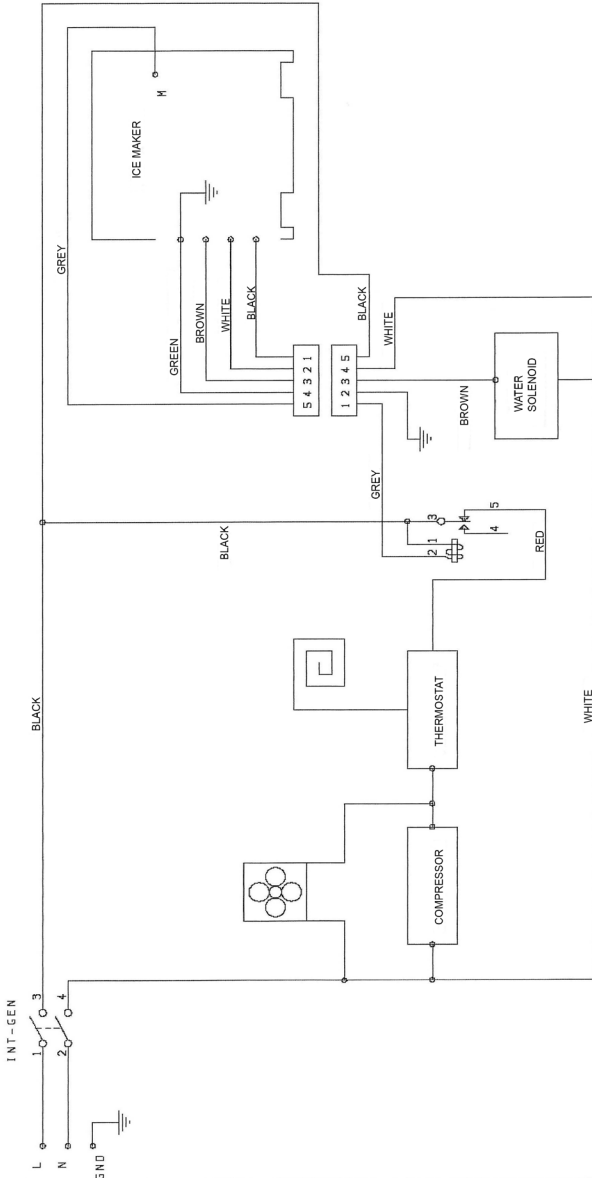 INT-GEN
L
N
GND
1
2
3
4
BLACK
COMPRESSOR
THERMOSTAT
WHITE
BLACK
GREY
2 1
3
4
5
RED
BROWN
WATER
SOLENOID
1 2 3 4 5
BLACK
WHITE
5 4 3 2 1
GREEN
BROWN
WHITE
BLACK
GREY
ICE MAKER
M